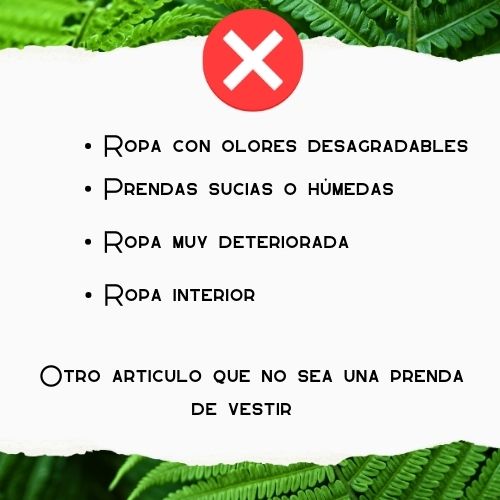 • Ropa con olores desagradables
• Prendas sucias o húmedas
• Ropa muy deteriorada
• Ropa interior
Otro articulo que no sea una prenda
de vestir